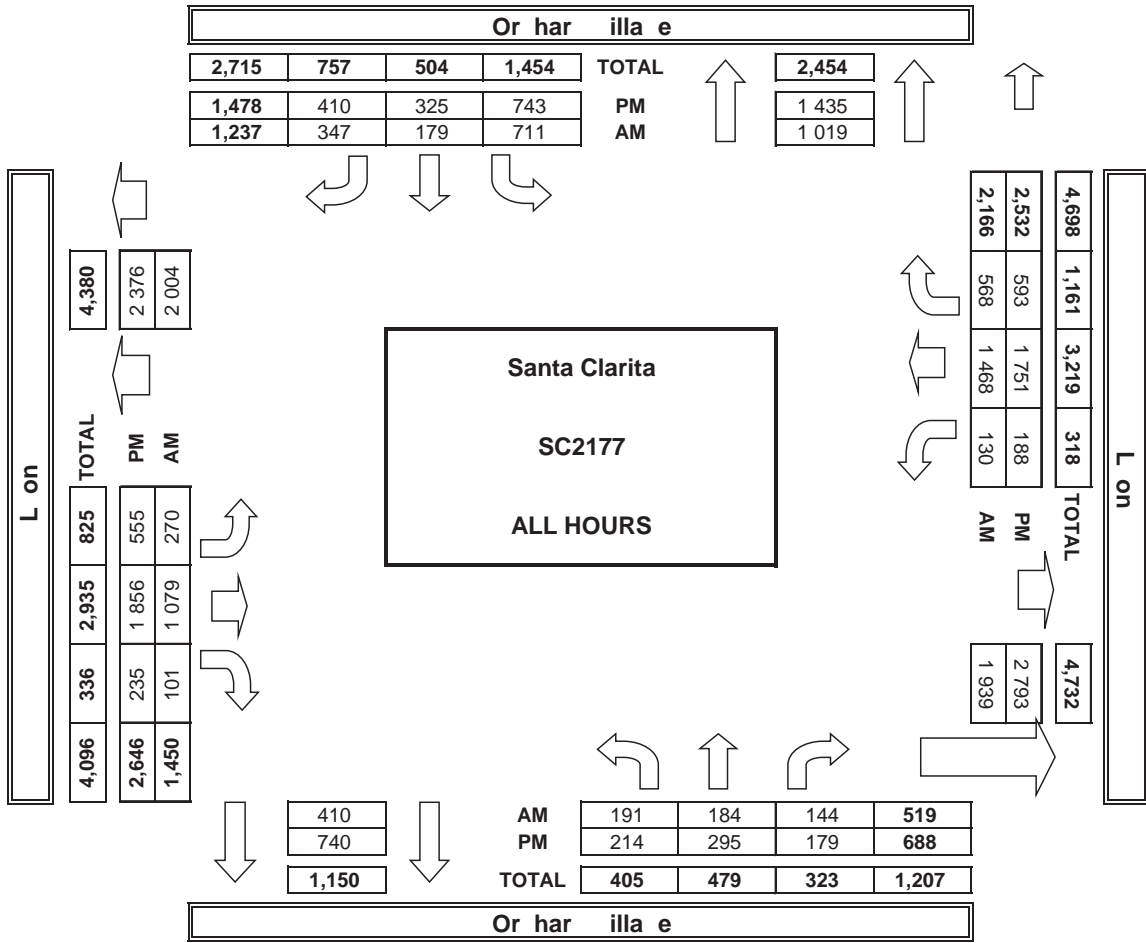 Or har illa e
2,715 757 504 1,454 TOTAL 2,454
1,478 410 325 743 PM 1 435
1,237 347 179 711 AM 1 019
L on
4,380
2 376
2 004
TOTAL 825 2,935 336 4,096
PM 555 1 856 235 2,646
AM 270 1 079 101 1,450
Santa Clarita
SC2177
ALL HOURS
2,166 568 1 468 130 AM
2,532 593 1 751 188 PM
4,698 1,161 3,219 318 TOTAL
1 939
2 793
4,732
L on
410 AM 191 184 144 519
740 PM 214 295 179 688
1,150 TOTAL 405 479 323 1,207
Or har illa e